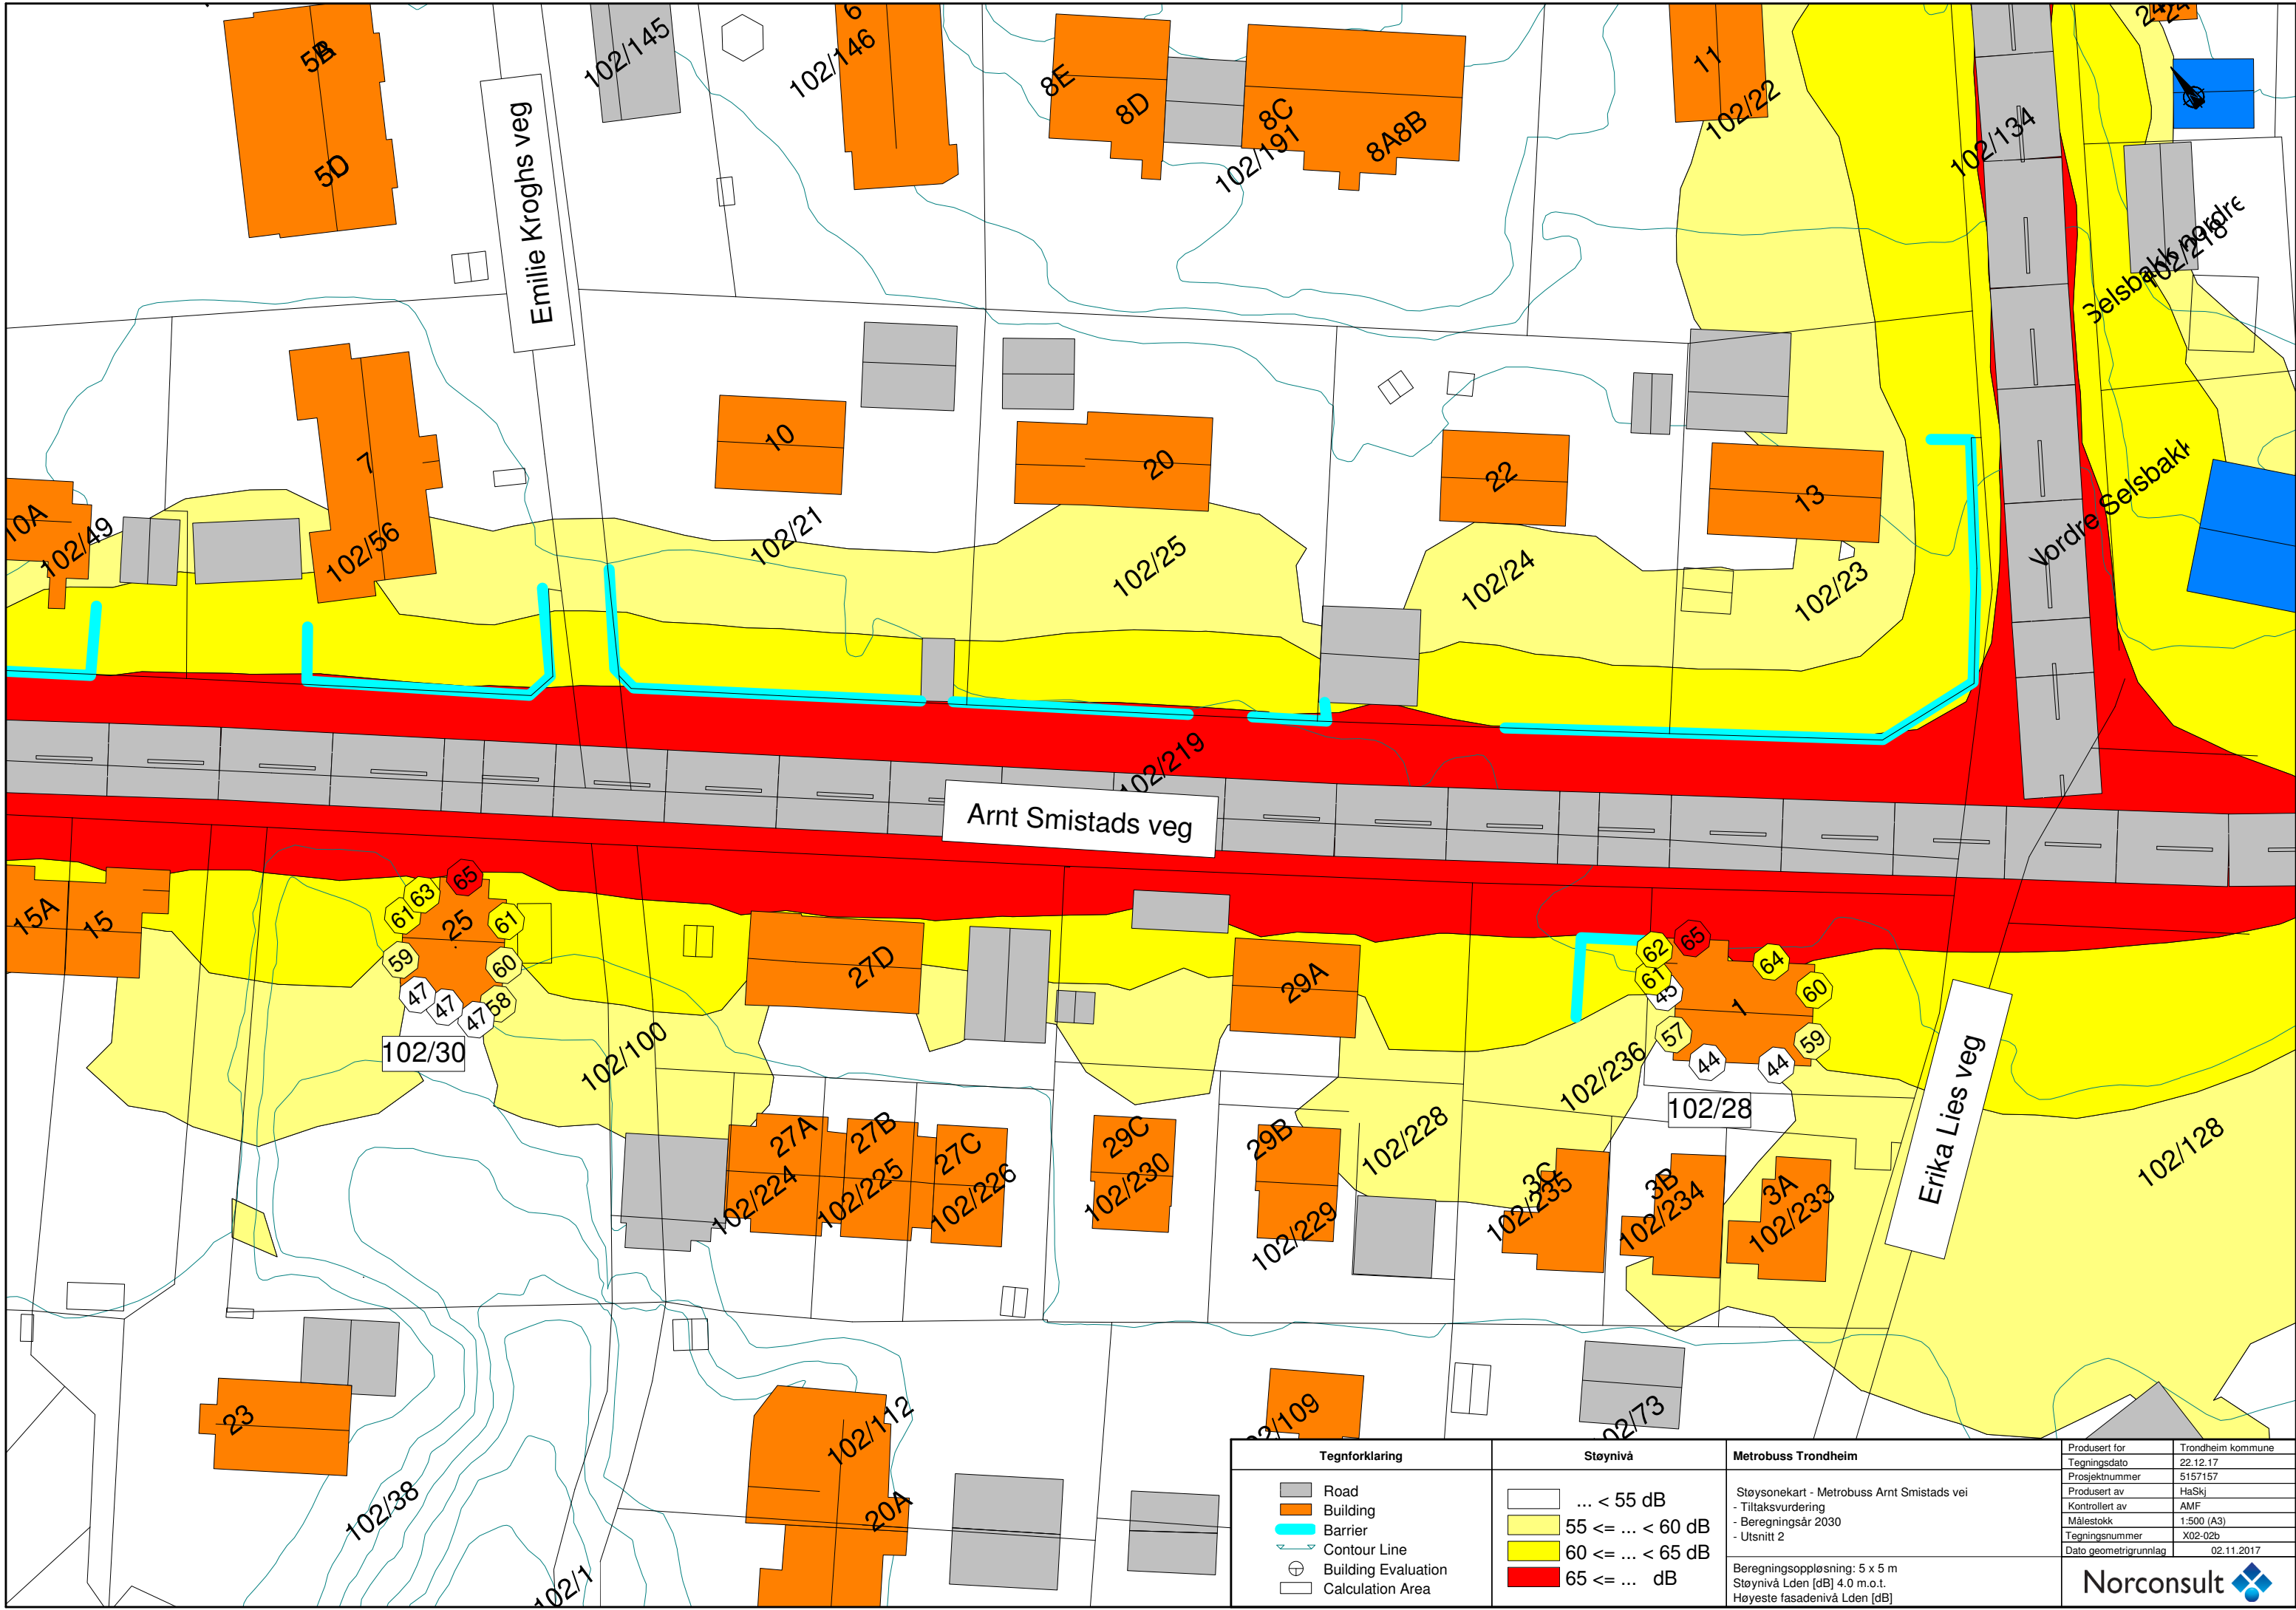 5B
5D
102/145
6
102/146
8E
8D
8C
102/191
8A8B
11
102/22
102/134
Emilie Kroghs veg
102/218
10A
102/49
7
102/56
10
102/21
20
102/25
22
102/24
13
102/23
Nordre Selsbakk
102/219
Arnt Smistads veg
15A
15
25
65
63
61
59
47
47
47
58
60
61
102/30
102/100
27D
29A
62
65
61
45
57
44
44
59
60
64
1
102/28
102/236
Erika Lies veg
102/128
27A
102/224
27B
102/225
27C
102/226
29C
102/230
29B
102/229
102/228
3C
102/235
3B
102/234
3A
102/233
23
102/38
102/112
20A
102/1
Tegnforklaring
Road
Building
Barrier
Contour Line
Building Evaluation
Calculation Area
Støynivå
... < 55 dB
55 <= ... < 60 dB
60 <= ... < 65 dB
65 <= ... dB
Metrobuss Trondheim
Støysonekart - Metrobuss Arnt Smistads vei
- Tiltaksvurdering
- Beregningsår 2030
- Utsnitt 2
Beregningsoppløsning: 5 x 5 m
Støynivå Lden [dB] 4.0 m.o.t.
Høyeste fasadenivå Lden [dB]
Produsert for Trondheim kommune
Tegningsdato 22.12.17
Prosjektnummer 5157157
Produsert av HaSkj
Kontrollert av AMF
Målestokk 1:500 (A3)
Tegningsnummer X02-02b
Dato geometrigrunnlag 02.11.2017
Norconsult